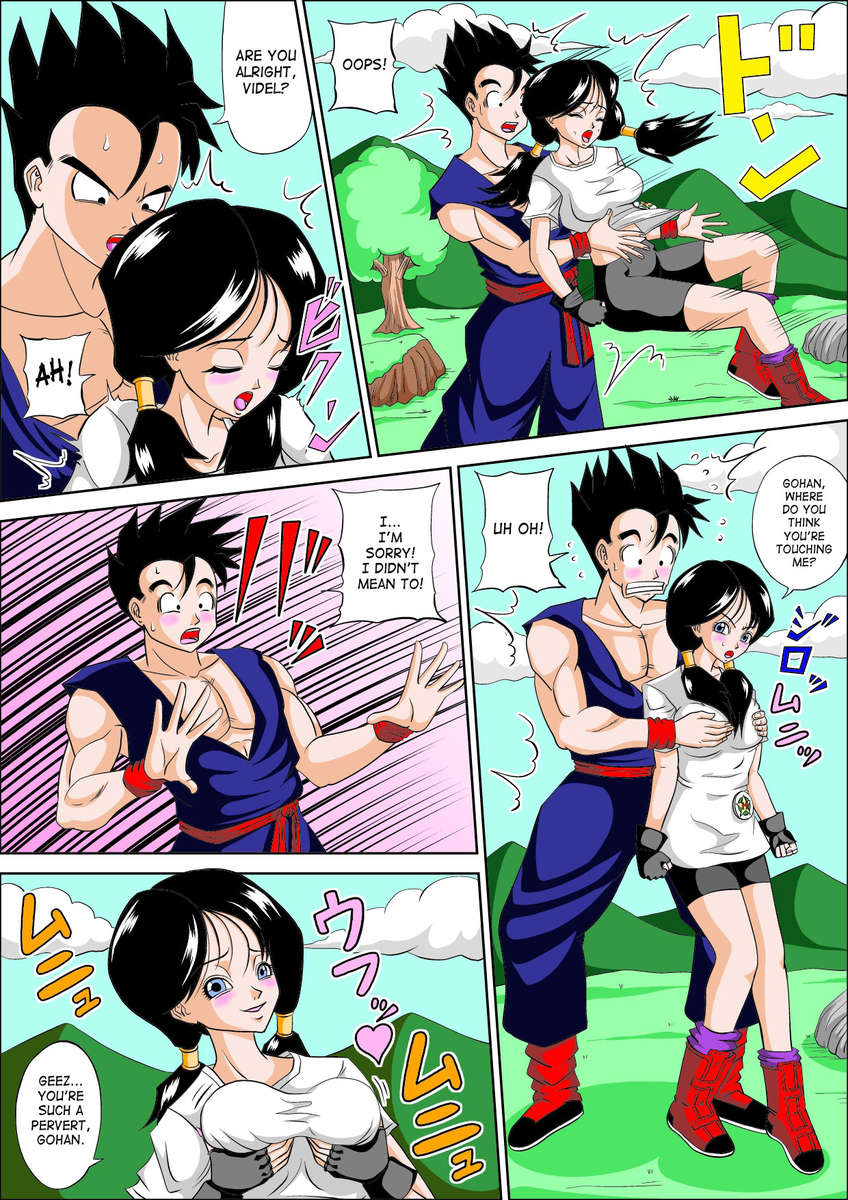 OOPS!
ドン
ARE YOU
ALRIGHT,
VIDEL?
AH!
ビクン
GOHAN,
WHERE
DO YOU
THINK
YOU'RE
TOUCHING
ME?
UH OH!
ジロッ
ムニッ
I...
I'M
SORRY!
I DIDN'T
MEAN TO!
ウフッ♥
ムニュ
ムニュ
GEEZ...
YOU'RE
SUCH A
PERVERT,
GOHAN.